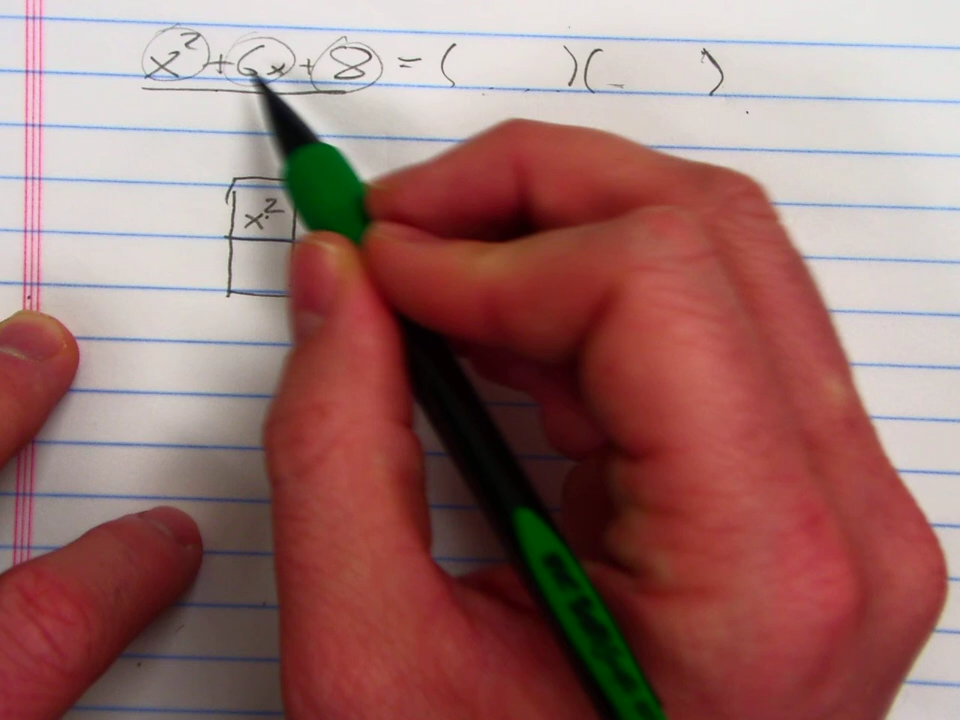 x² + 6x + 8 = (      )(      )
x²